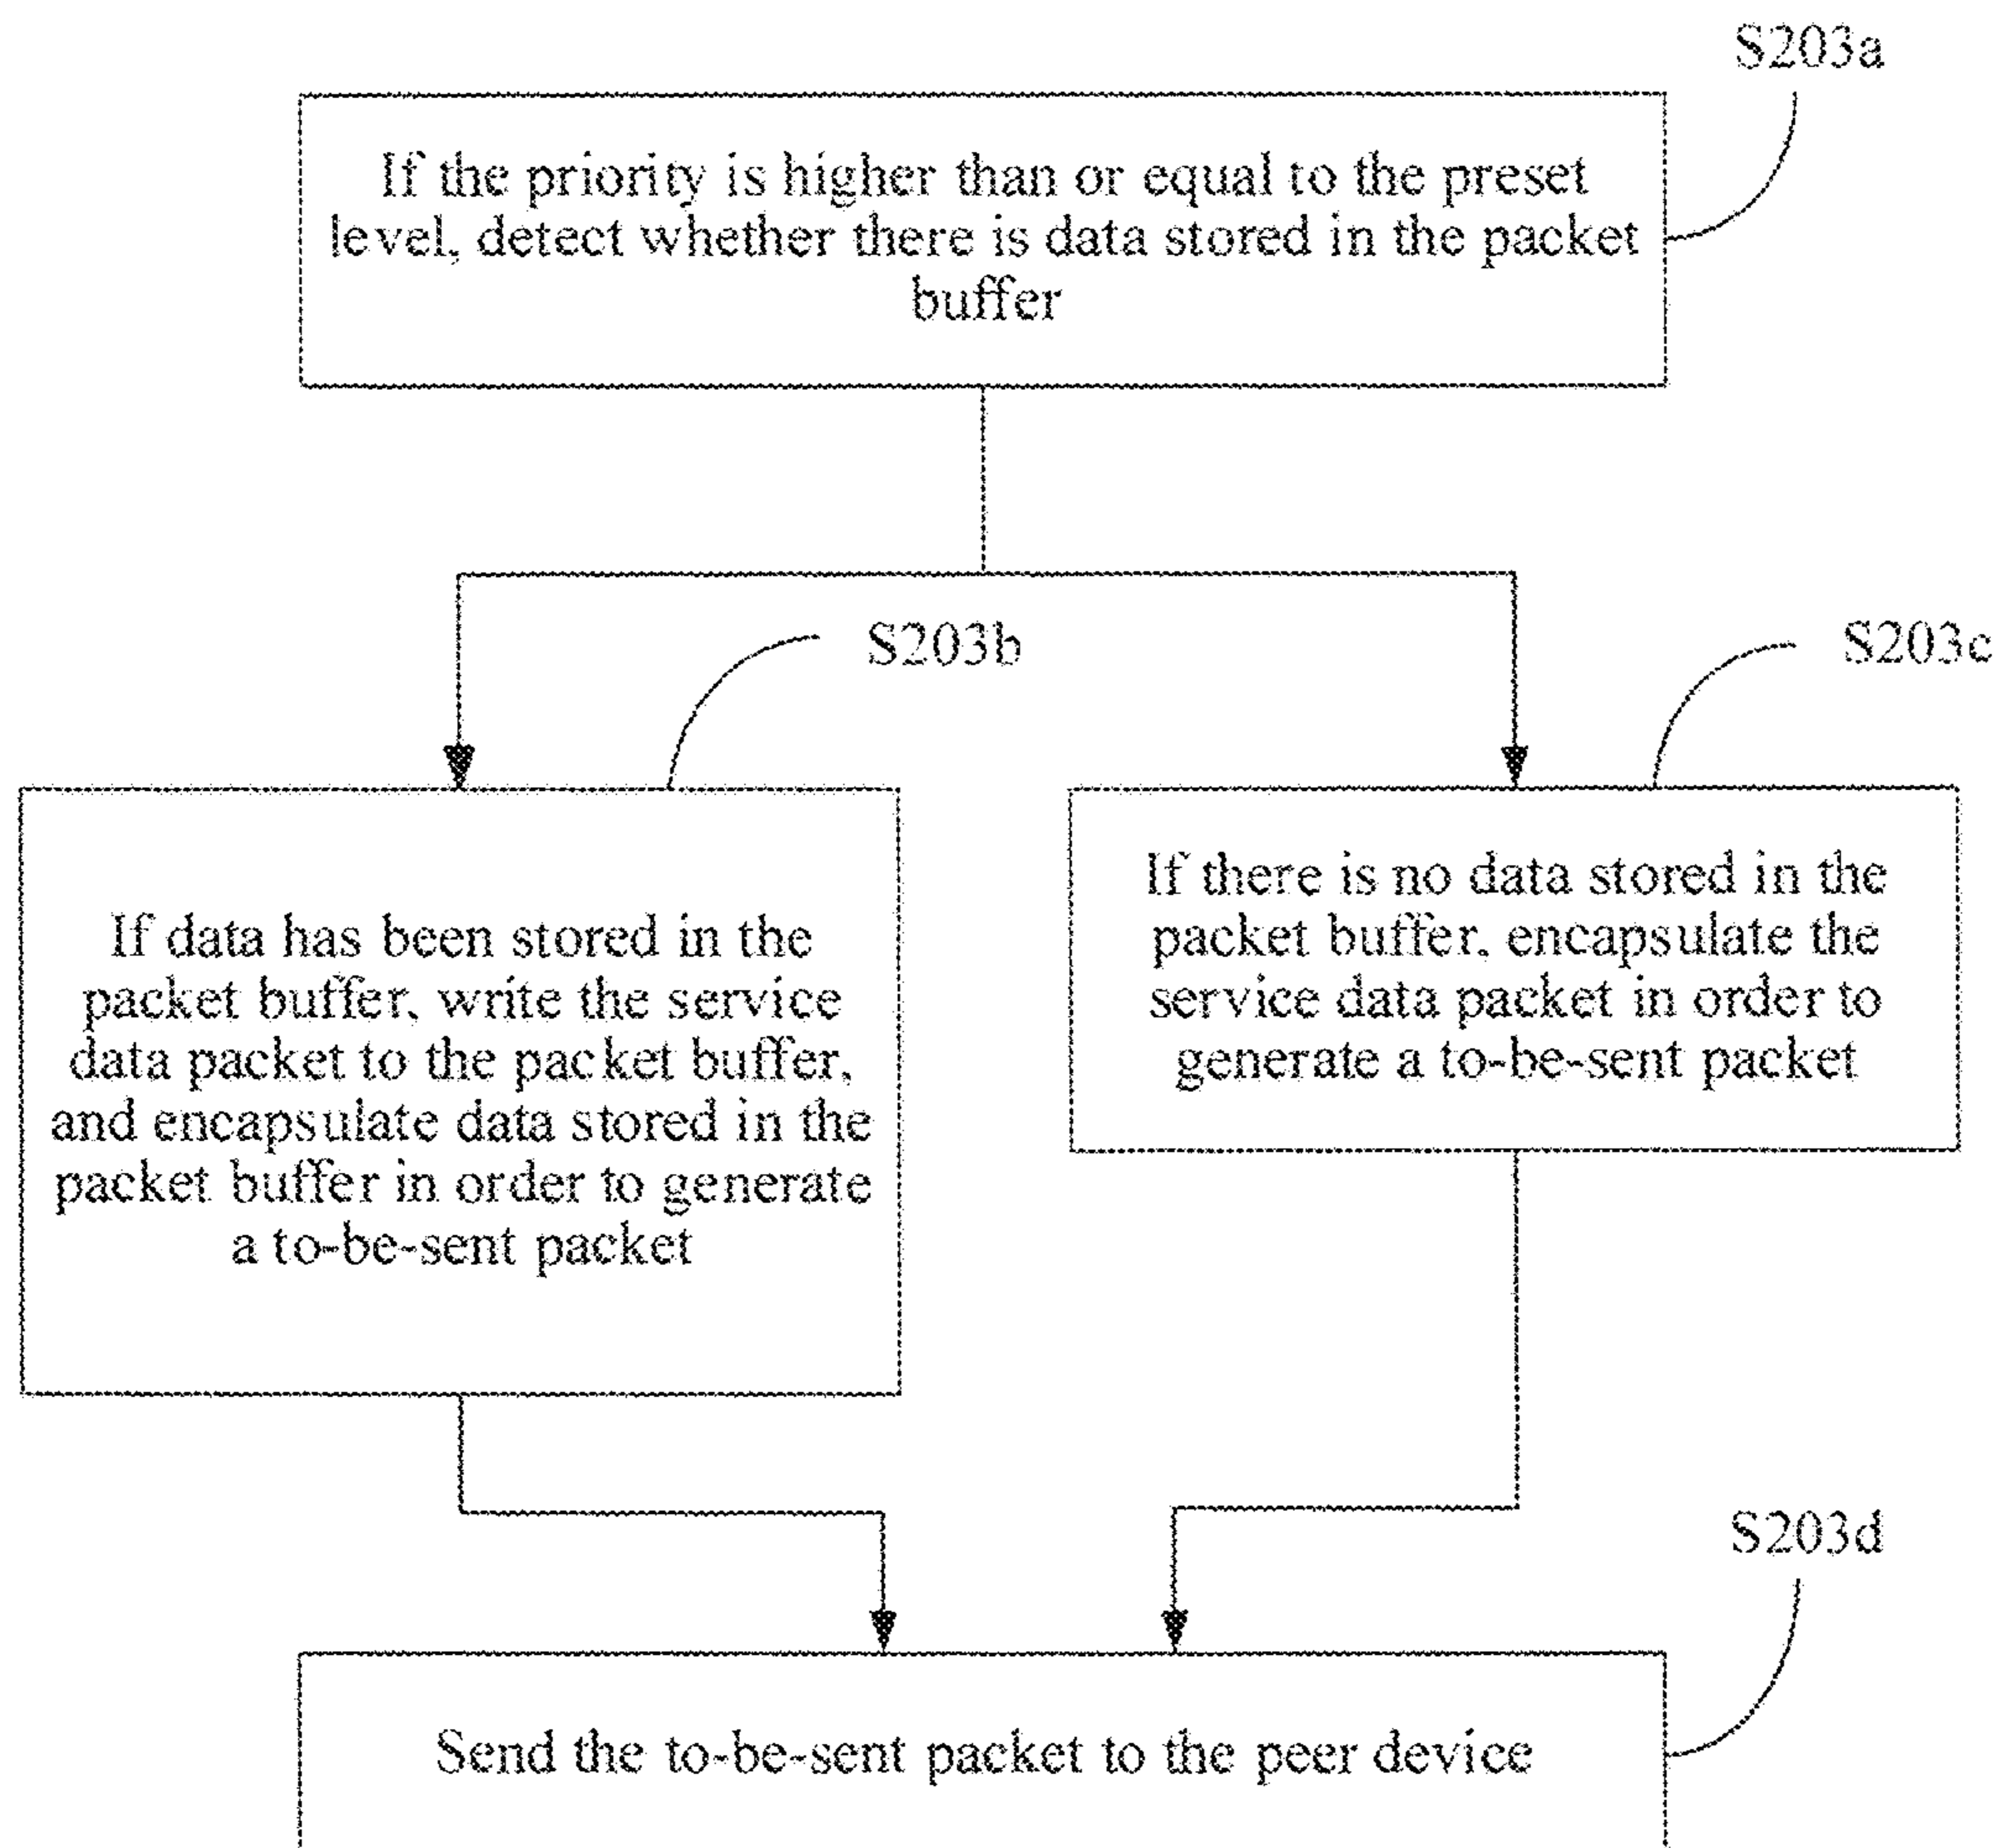 S203a
If the priority is higher than or equal to the preset
level, detect whether there is data stored in the packet
buffer
S203b
S203c
If data has been stored in the
packet buffer, write the service
data packet to the packet buffer,
and encapsulate data stored in the
packet buffer in order to generate
a to-be-sent packet
If there is no data stored in the
packet buffer, encapsulate the
service data packet in order to
generate a to-be-sent packet
S203d
Send the to-be-sent packet to the peer device